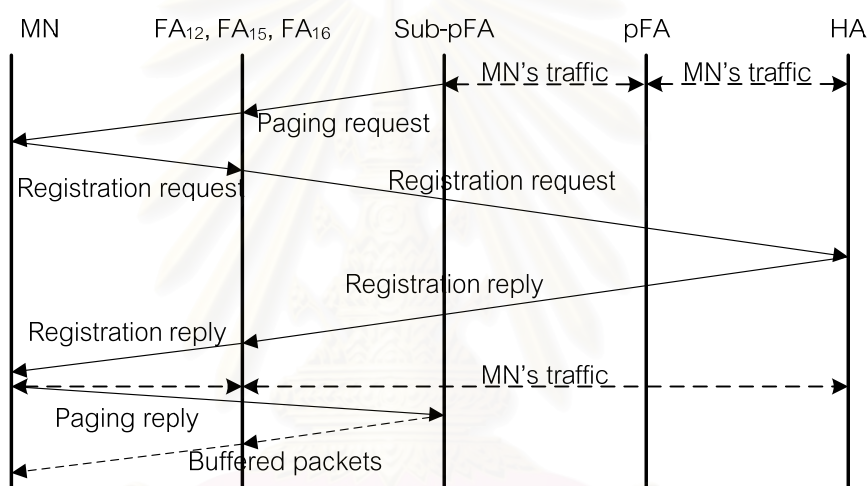 MN FA₁₂, FA₁₅, FA₁₆ Sub-pFA pFA HA
MN's traffic MN's traffic
Paging request
Registration request Registration request
Registration reply
Registration reply
MN's traffic
Paging reply
Buffered packets